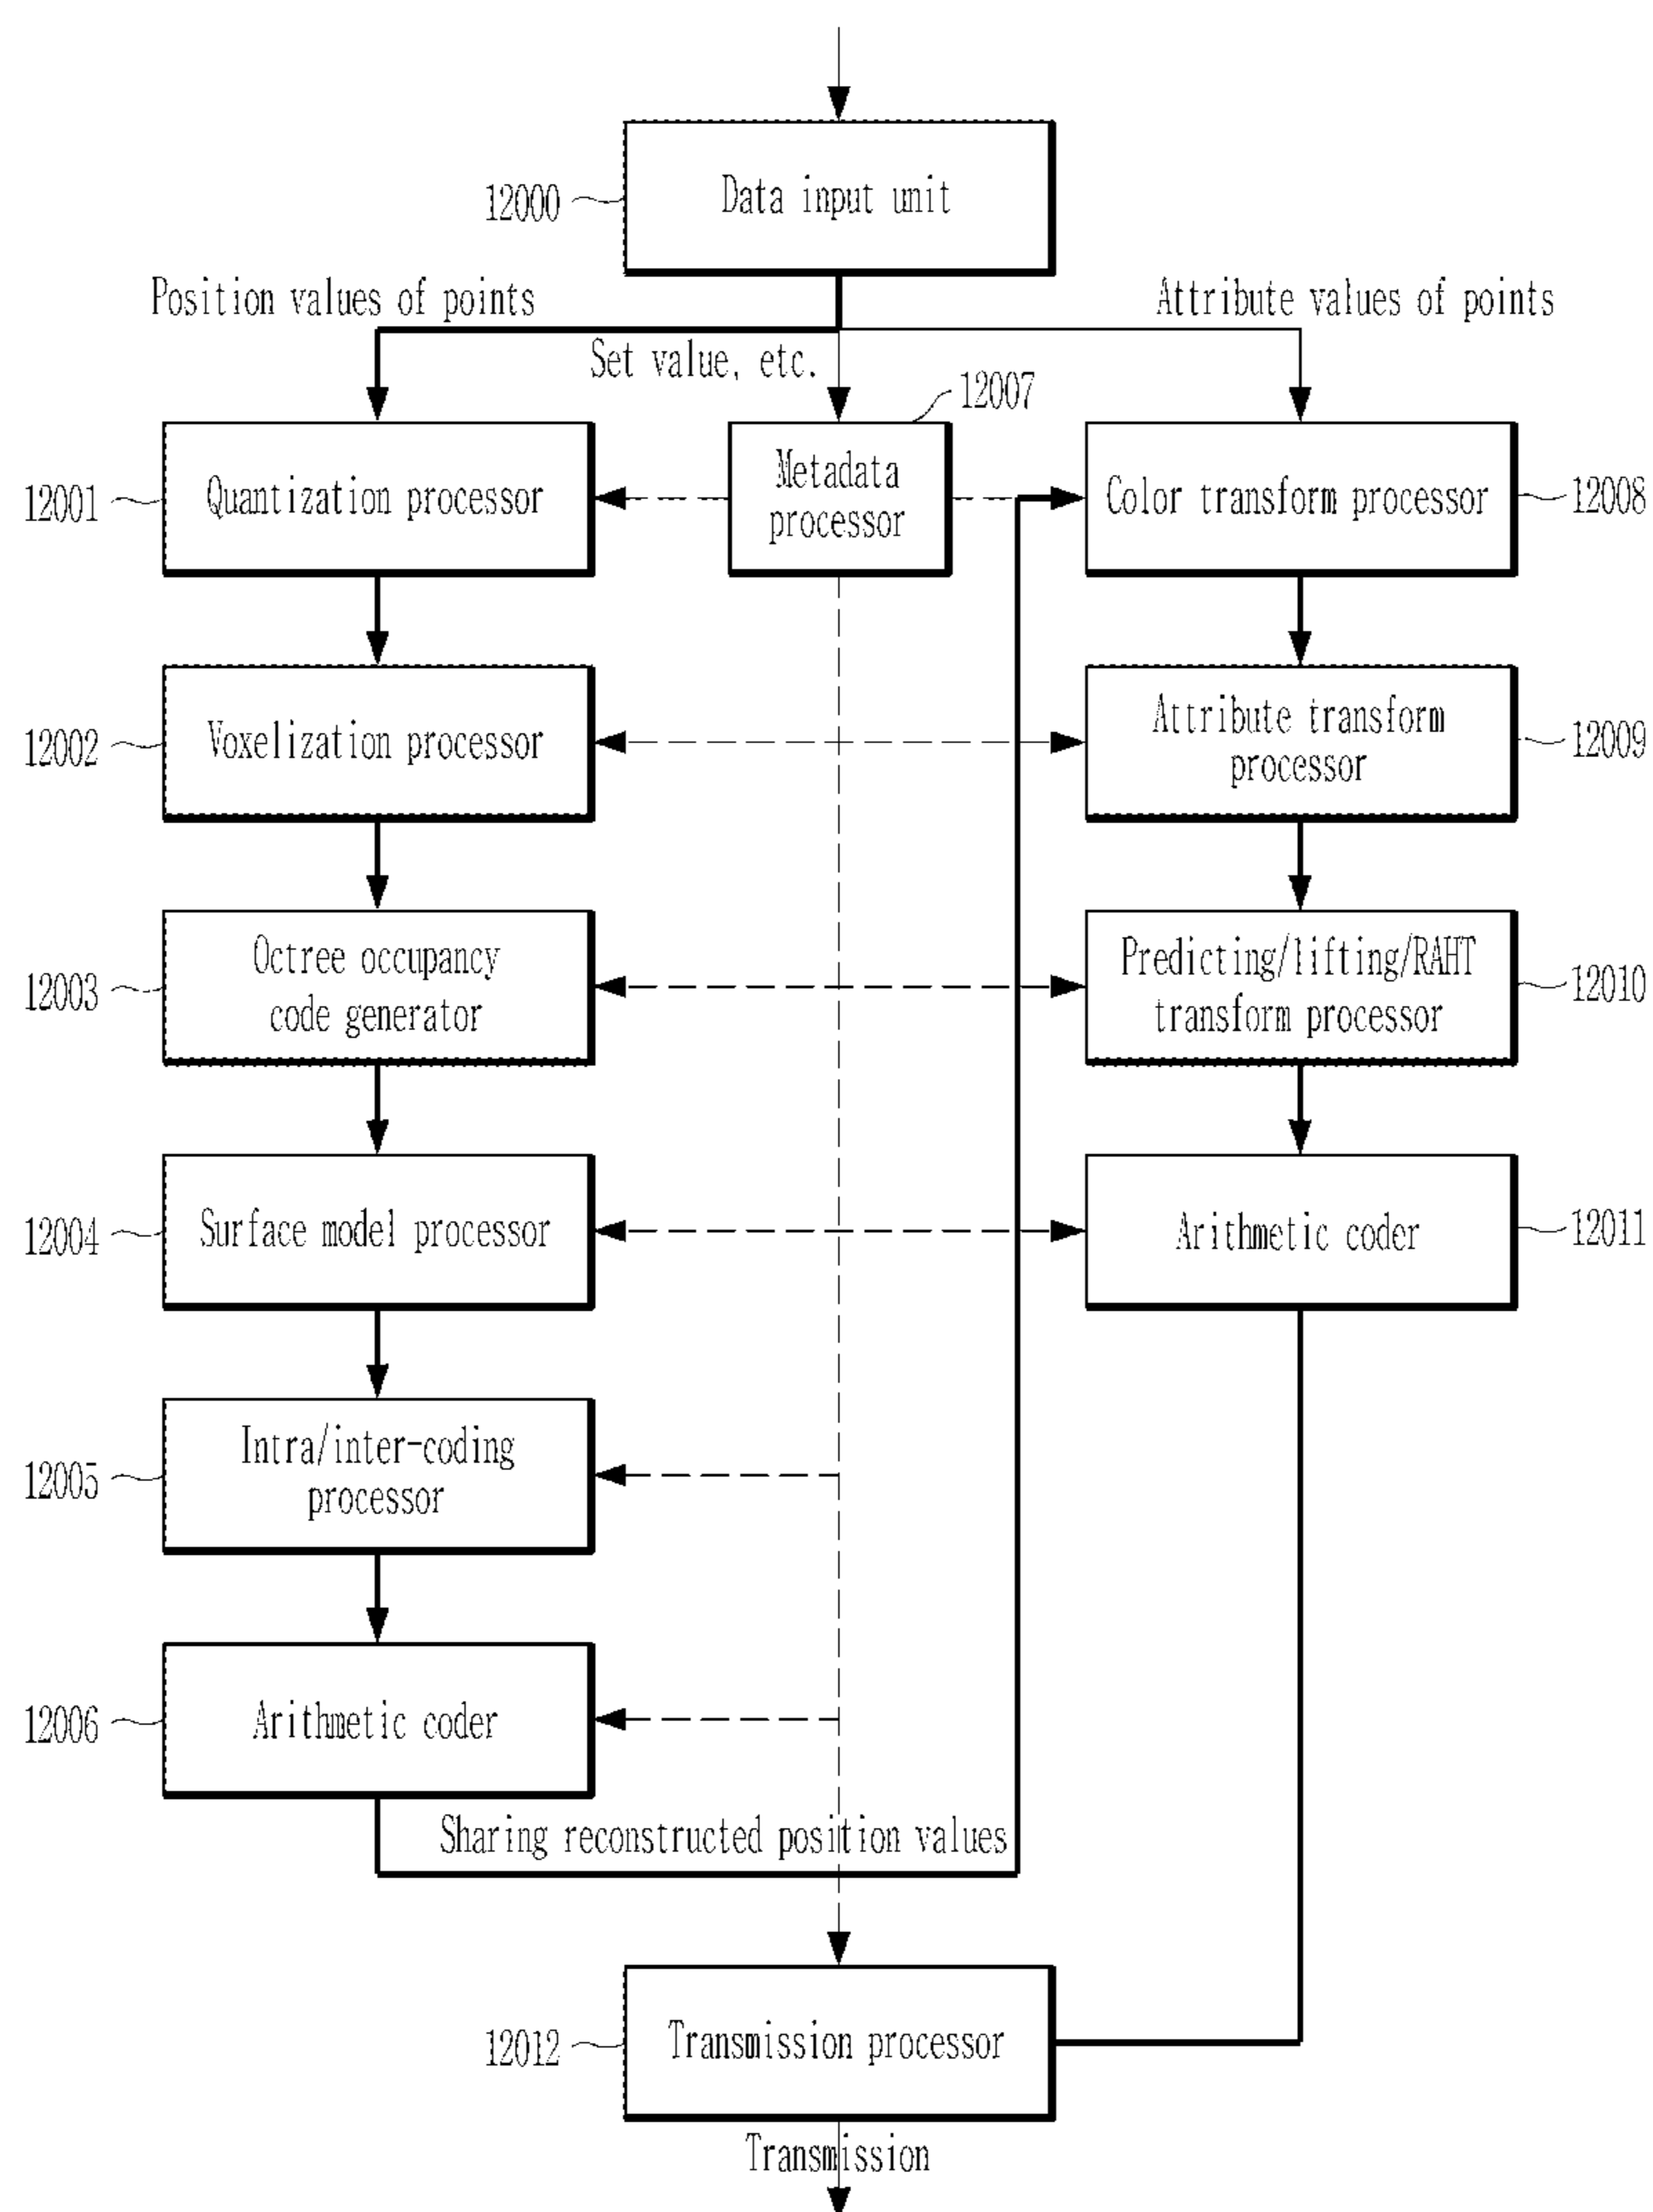 12000
Data input unit
Position values of points
Attribute values of points
Set value, etc.
12007
12001
Quantization processor
Metadata
processor
Color transform processor
12008
12002
Voxelization processor
Attribute transform
processor
12009
12003
Octree occupancy
code generator
Predicting/lifting/RAHT
transform processor
12010
12004
Surface model processor
Arithmetic coder
12011
12005
Intra/inter-coding
processor
12006
Arithmetic coder
Sharing reconstructed position values
12012
Transmission processor
Transmission